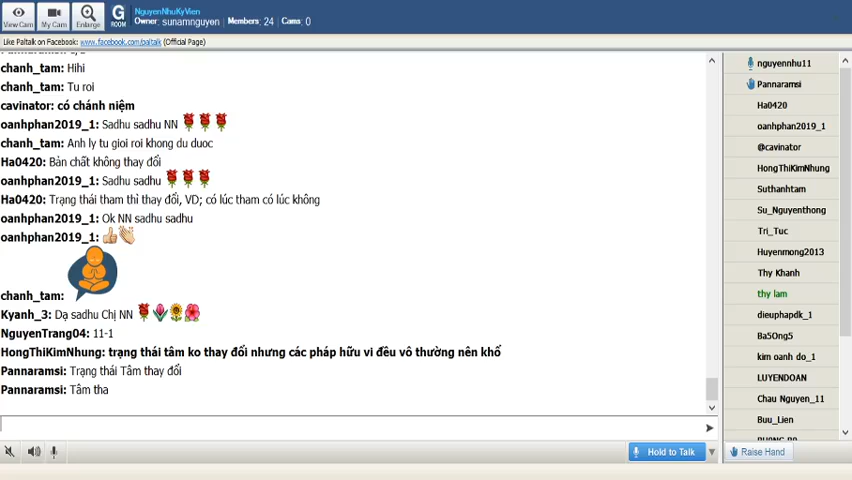 View Cam
My Cam
Enlarge
G
ROOM
NguyenNhuKyVien
Owner: sunamnguyen | Members: 24 | Cams: 0
Like Paltalk on Facebook: www.facebook.com/paltalk (Official Page)
chanh_tam: Hihi
chanh_tam: Tu roi
cavinator: có chánh niệm
oanhphan2019_1: Sadhu sadhu NN
chanh_tam: Anh ly tu gioi roi khong du duoc
Ha0420: Bản chất không thay đổi
oanhphan2019_1: Sadhu sadhu
Ha0420: Trạng thái tham thì thay đổi, VD; có lúc tham có lúc không
oanhphan2019_1: Ok NN sadhu sadhu
oanhphan2019_1:
chanh_tam:
Kyanh_3: Dạ sadhu Chị NN
NguyenTrang04: 11-1
HongThiKimNhung: trạng thái tâm ko thay đổi nhưng các pháp hữu vi đều vô thường nên khổ
Pannaramsi: Trạng thái Tâm thay đổi
Pannaramsi: Tâm tha
Hold to Talk
nguyennhu11
Pannaramsi
Ha0420
oanhphan2019_1
@cavinator
HongThiKimNhung
Suthanhtam
Su_Nguyenthong
Tri_Tuc
Huyenmong2013
Thy Khanh
thy lam
dieuphapdk_1
Ba5Ong5
kim oanh do_1
LUYENDOAN
Chau Nguyen_11
Buu_Lien
Raise Hand